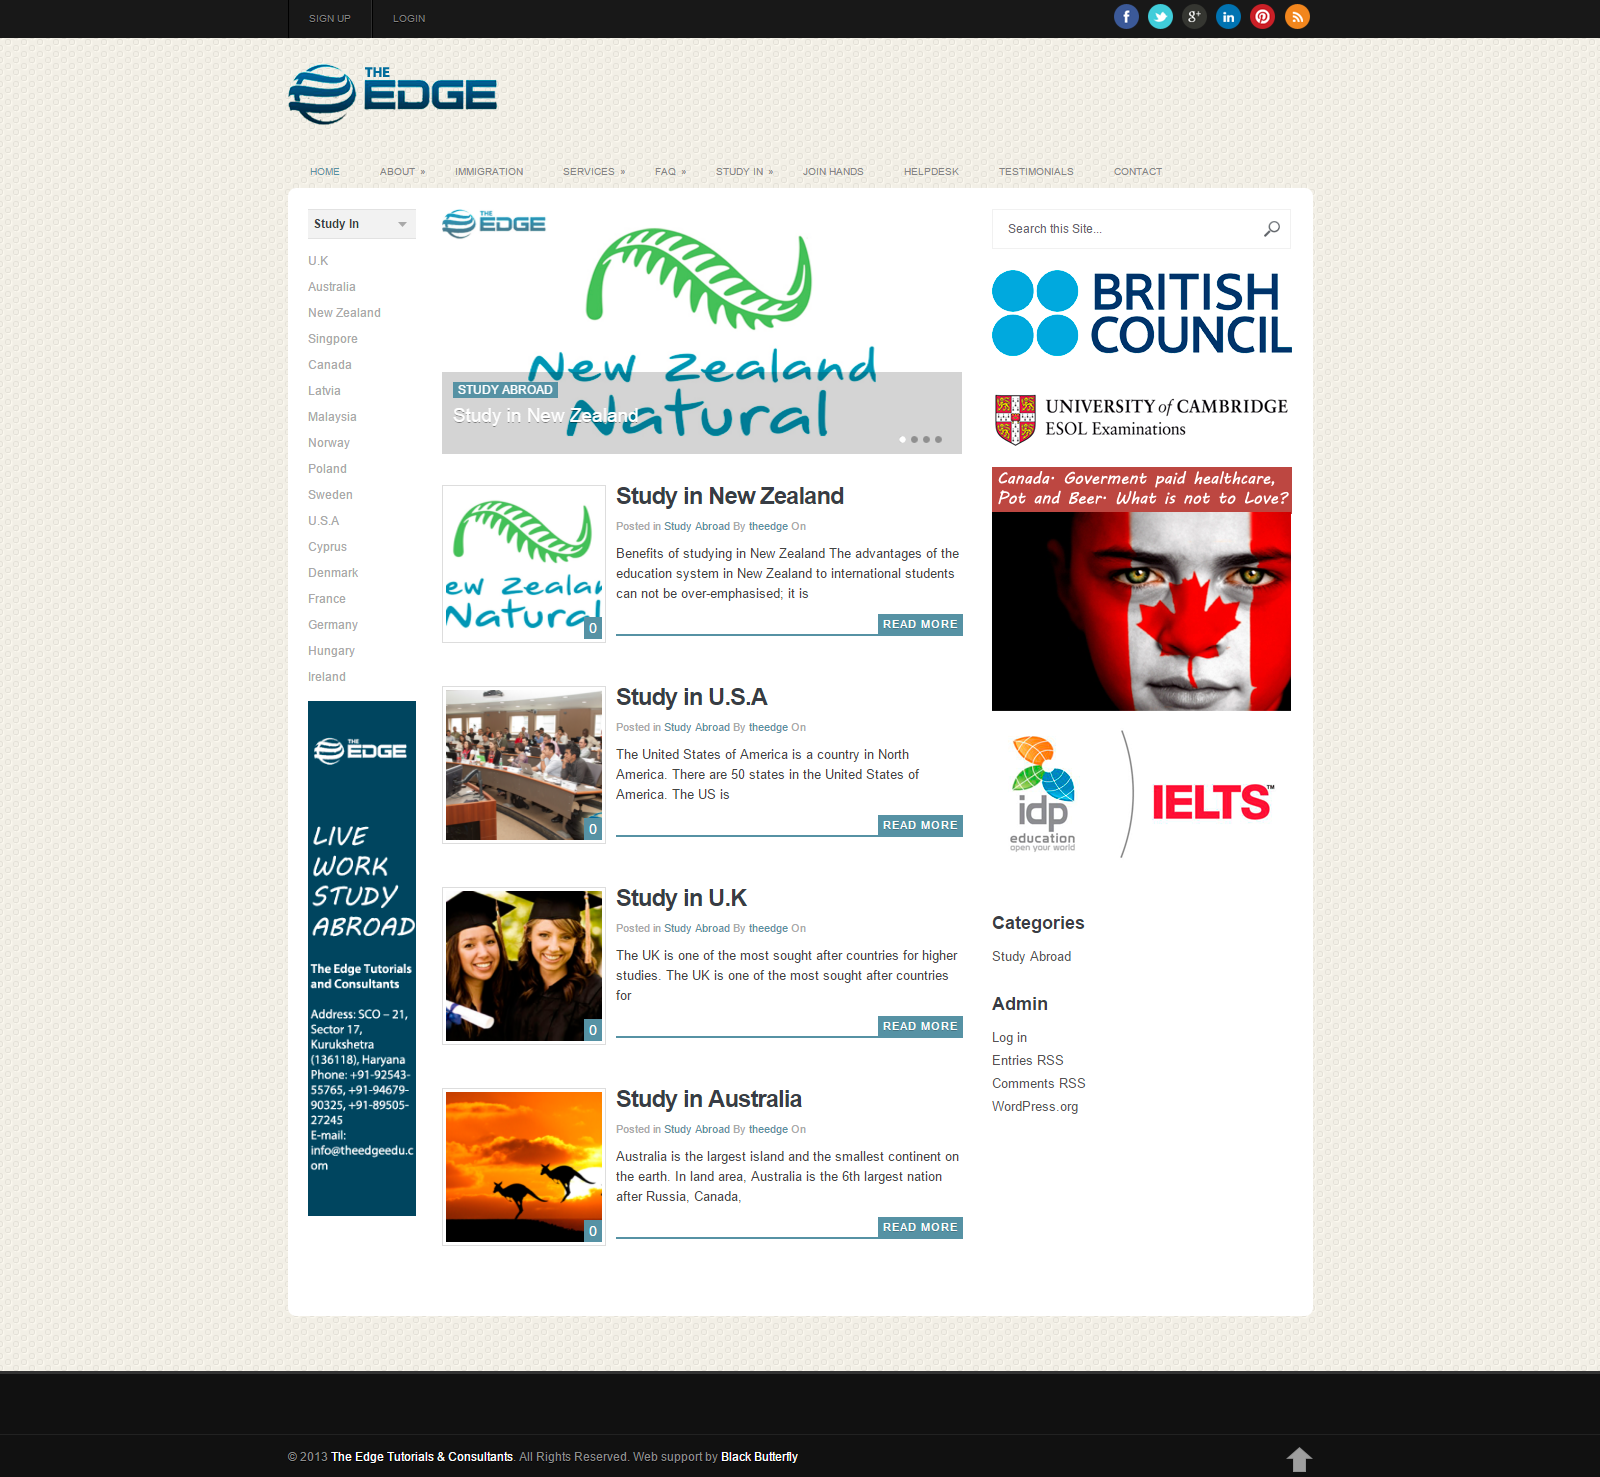 SIGN UP
LOGIN
THE
EDGE
HOME
ABOUT »
IMMIGRATION
SERVICES »
FAQ »
STUDY IN »
JOIN HANDS
HELPDESK
TESTIMONIALS
CONTACT
Study In
U.K
Australia
New Zealand
Singpore
Canada
Latvia
Malaysia
Norway
Poland
Sweden
U.S.A
Cyprus
Denmark
France
Germany
Hungary
Ireland
THE
EDGE
LIVE
WORK
STUDY
ABROAD
The Edge Tutorials
and Consultants
Address: SCO – 21,
Sector 17,
Kurukshetra
(136118), Haryana
Phone: +91-92543-
55765, +91-94679-
90325, +91-89505-
27245
E-mail:
info@theedgeedu.c
om
THE
EDGE
New Zealand
Natural
STUDY ABROAD
Study in New Zealand
New Zealan
Natural
0
Study in New Zealand
Posted in Study Abroad By theedge On
Benefits of studying in New Zealand The advantages of the
education system in New Zealand to international students
can not be over-emphasised; it is
READ MORE
0
Study in U.S.A
Posted in Study Abroad By theedge On
The United States of America is a country in North
America. There are 50 states in the United States of
America. The US is
READ MORE
0
Study in U.K
Posted in Study Abroad By theedge On
The UK is one of the most sought after countries for higher
studies. The UK is one of the most sought after countries
for
READ MORE
0
Study in Australia
Posted in Study Abroad By theedge On
Australia is the largest island and the smallest continent on
the earth. In land area, Australia is the 6th largest nation
after Russia, Canada,
READ MORE
Search this Site...
BRITISH
COUNCIL
UNIVERSITY of CAMBRIDGE
ESOL Examinations
Canada. Goverment paid healthcare,
Pot and Beer. What is not to Love?
idp
education
open your world
IELTS™
Categories
Study Abroad
Admin
Log in
Entries RSS
Comments RSS
WordPress.org
© 2013 The Edge Tutorials & Consultants. All Rights Reserved. Web support by Black Butterfly